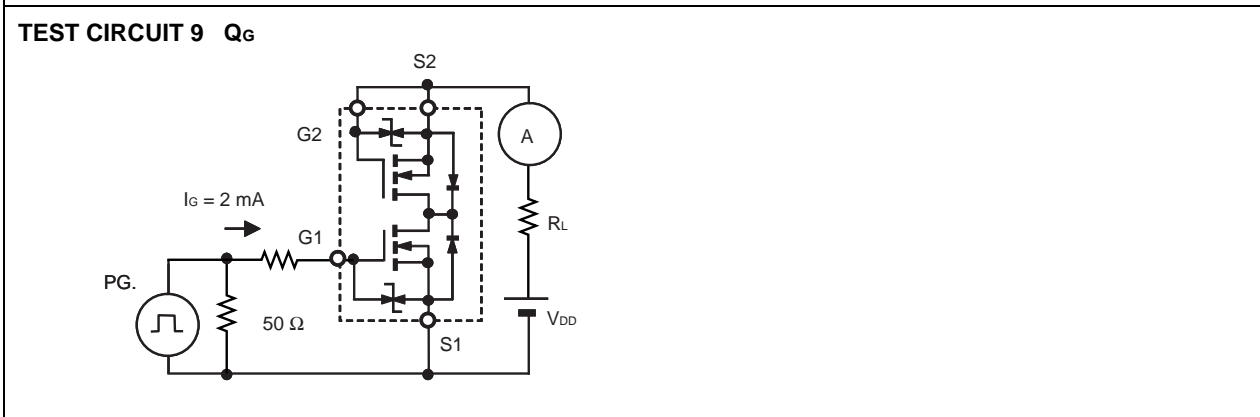 TEST CIRCUIT 9 QG
S2
G2
A
IG = 2 mA
RL
G1
PG.
50 Ω
VDD
S1